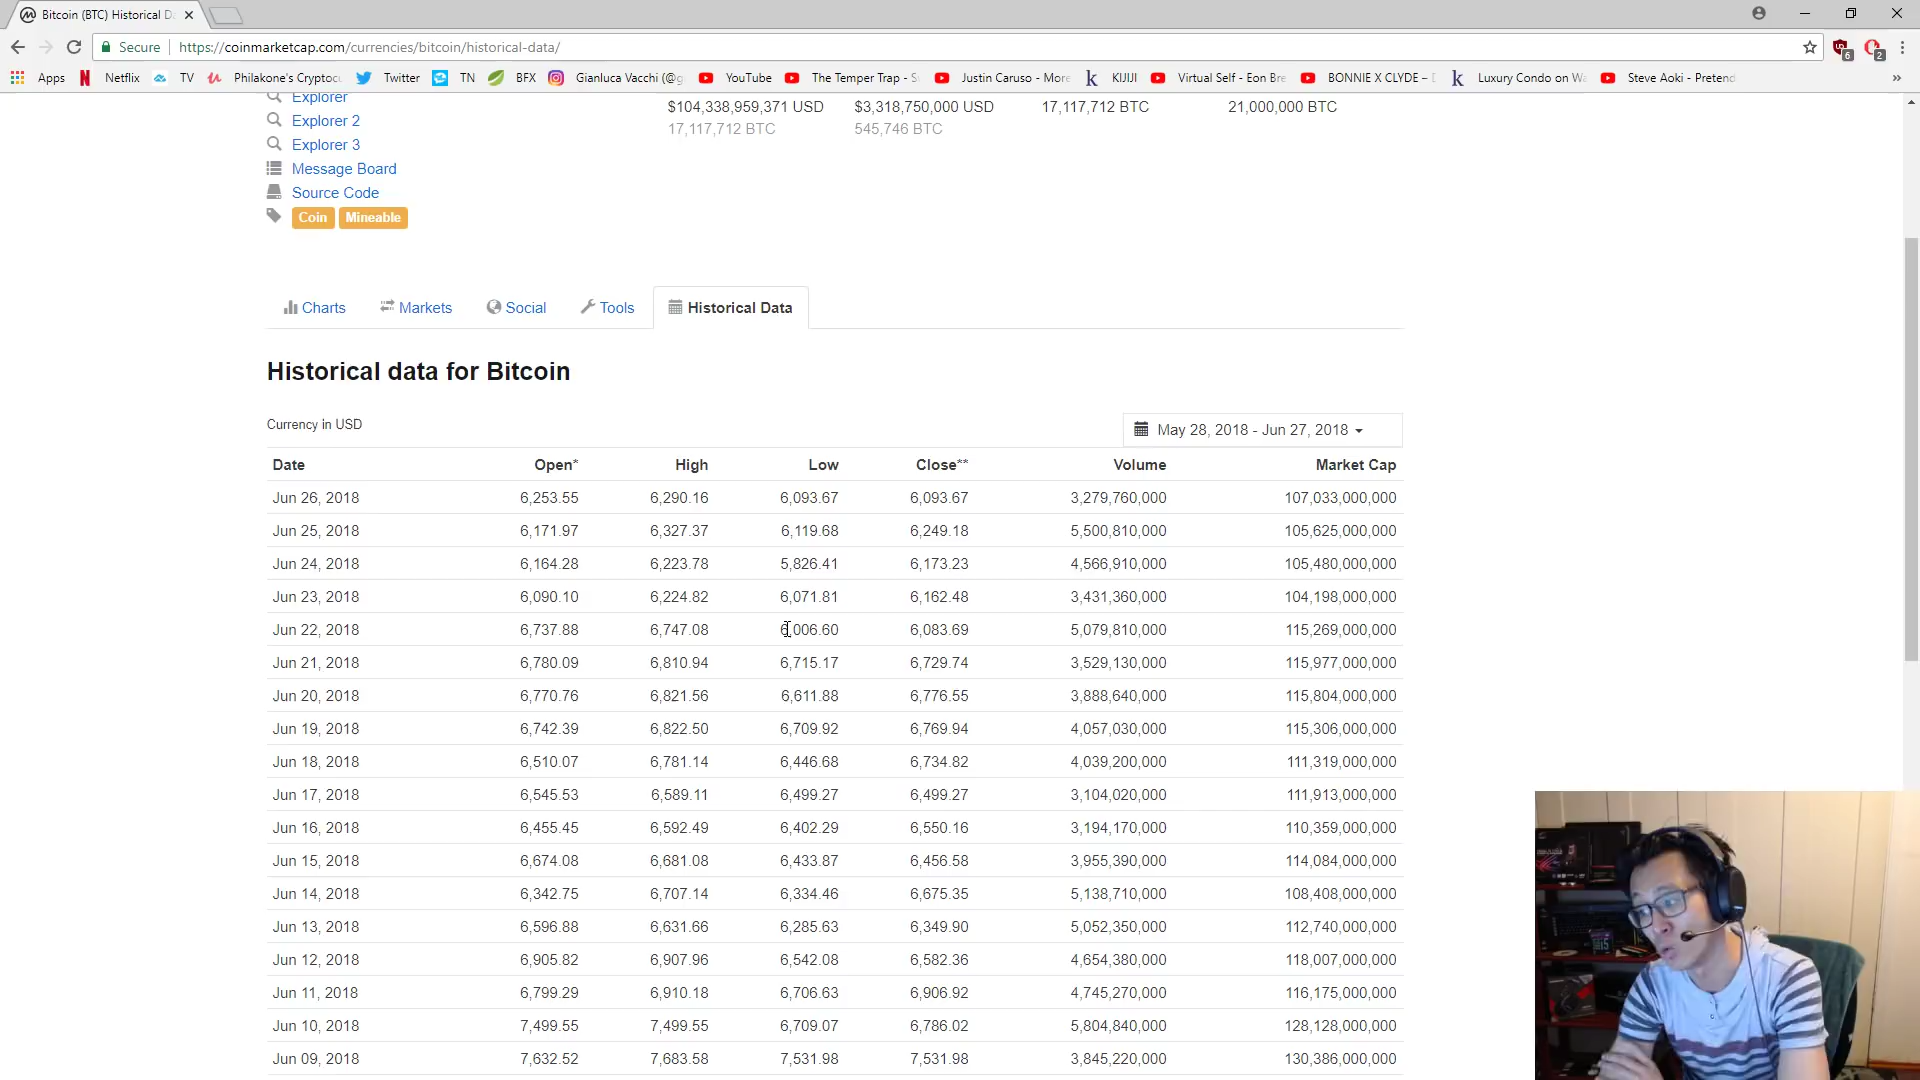 Bitcoin (BTC) Historical D
Secure https://coinmarketcap.com/currencies/bitcoin/historical-data/
6 2
Apps Netflix TV Philakone's Cryptoc Twitter TN BFX Gianluca Vacchi (@g YouTube The Temper Trap - S Justin Caruso - More KIJIJI Virtual Self - Eon Bre BONNIE X CLYDE – Luxury Condo on Wa Steve Aoki - Pretend
Explorer
Explorer 2
Explorer 3
Message Board
Source Code
Coin Mineable
$104,338,959,371 USD $3,318,750,000 USD 17,117,712 BTC 21,000,000 BTC
17,117,712 BTC 545,746 BTC
Charts Markets Social Tools Historical Data
Historical data for Bitcoin
Currency in USD
May 28, 2018 - Jun 27, 2018
Date Open* High Low Close** Volume Market Cap
Jun 26, 2018 6,253.55 6,290.16 6,093.67 6,093.67 3,279,760,000 107,033,000,000
Jun 25, 2018 6,171.97 6,327.37 6,119.68 6,249.18 5,500,810,000 105,625,000,000
Jun 24, 2018 6,164.28 6,223.78 5,826.41 6,173.23 4,566,910,000 105,480,000,000
Jun 23, 2018 6,090.10 6,224.82 6,071.81 6,162.48 3,431,360,000 104,198,000,000
Jun 22, 2018 6,737.88 6,747.08 6,006.60 6,083.69 5,079,810,000 115,269,000,000
Jun 21, 2018 6,780.09 6,810.94 6,715.17 6,729.74 3,529,130,000 115,977,000,000
Jun 20, 2018 6,770.76 6,821.56 6,611.88 6,776.55 3,888,640,000 115,804,000,000
Jun 19, 2018 6,742.39 6,822.50 6,709.92 6,769.94 4,057,030,000 115,306,000,000
Jun 18, 2018 6,510.07 6,781.14 6,446.68 6,734.82 4,039,200,000 111,319,000,000
Jun 17, 2018 6,545.53 6,589.11 6,499.27 6,499.27 3,104,020,000 111,913,000,000
Jun 16, 2018 6,455.45 6,592.49 6,402.29 6,550.16 3,194,170,000 110,359,000,000
Jun 15, 2018 6,674.08 6,681.08 6,433.87 6,456.58 3,955,390,000 114,084,000,000
Jun 14, 2018 6,342.75 6,707.14 6,334.46 6,675.35 5,138,710,000 108,408,000,000
Jun 13, 2018 6,596.88 6,631.66 6,285.63 6,349.90 5,052,350,000 112,740,000,000
Jun 12, 2018 6,905.82 6,907.96 6,542.08 6,582.36 4,654,380,000 118,007,000,000
Jun 11, 2018 6,799.29 6,910.18 6,706.63 6,906.92 4,745,270,000 116,175,000,000
Jun 10, 2018 7,499.55 7,499.55 6,709.07 6,786.02 5,804,840,000 128,128,000,000
Jun 09, 2018 7,632.52 7,683.58 7,531.98 7,531.98 3,845,220,000 130,386,000,000